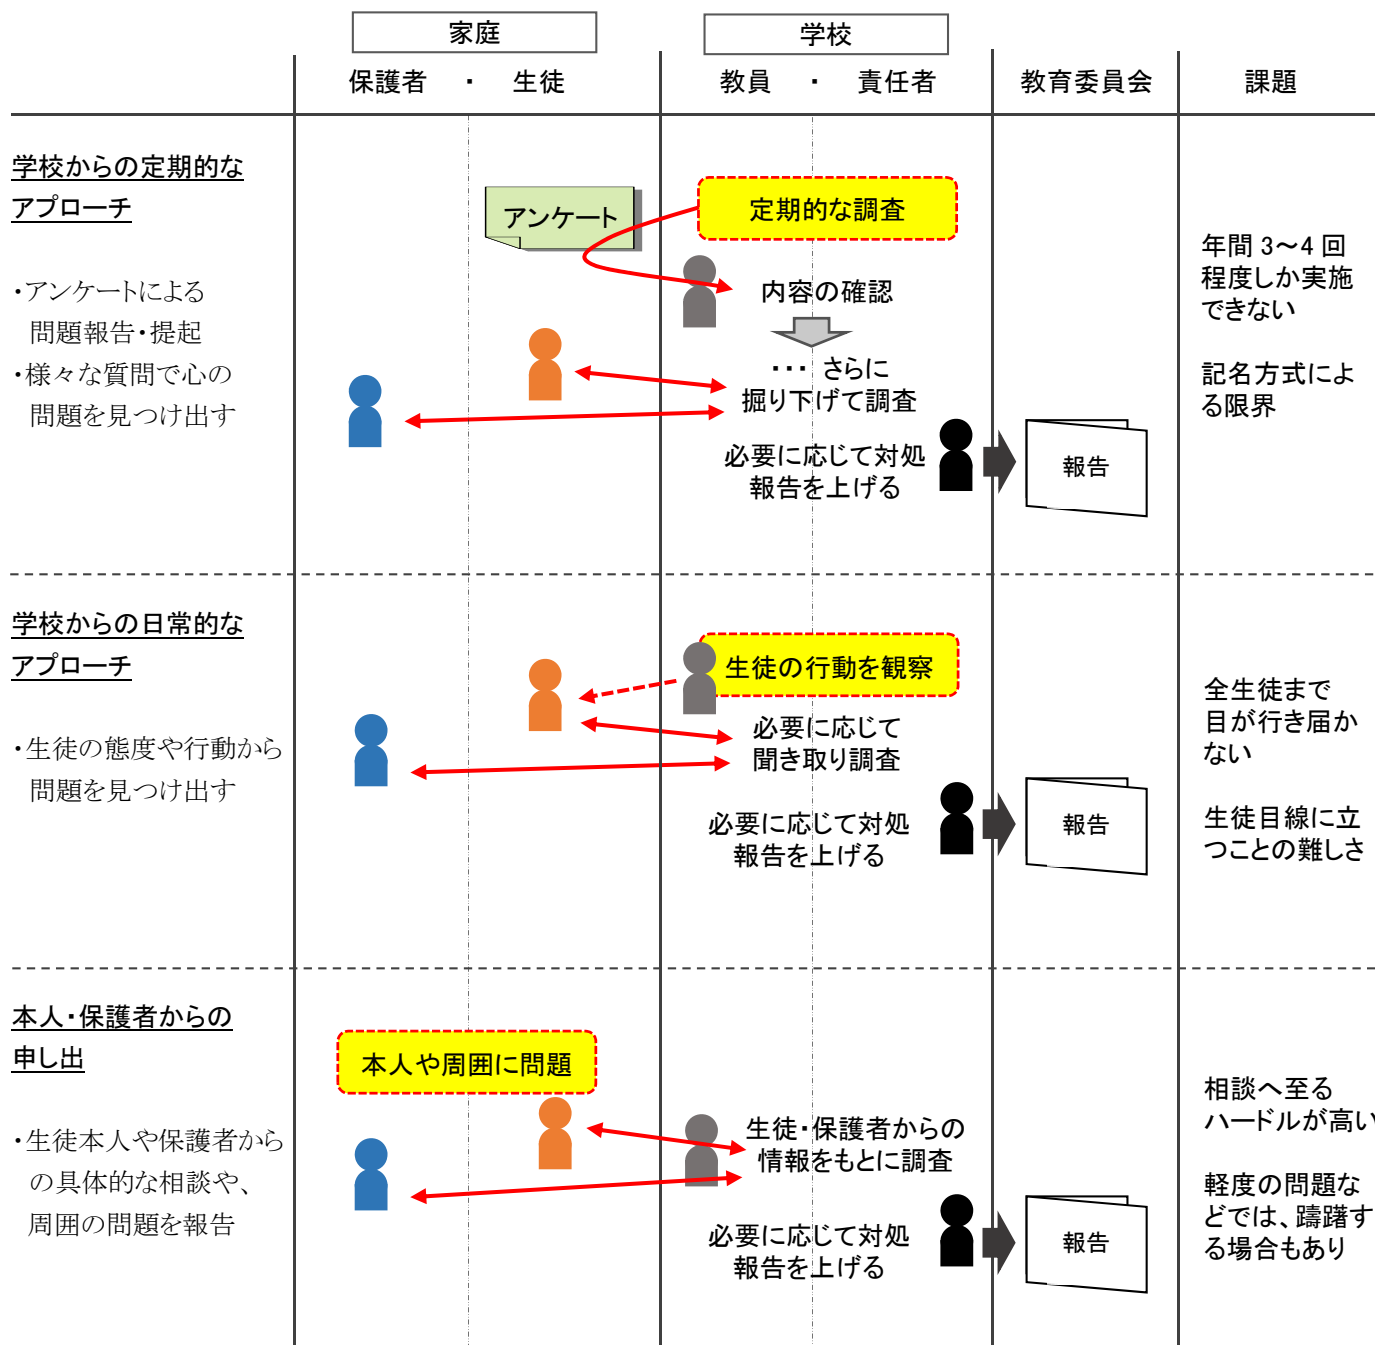 家庭
学校
保護者 ・ 生徒
教員 ・ 責任者
教育委員会
課題
学校からの定期的な
アプローチ
・アンケートによる
問題報告・提起
・様々な質問で心の
問題を見つけ出す
アンケート
定期的な調査
内容の確認
・・・ さらに
掘り下げて調査
必要に応じて対処
報告を上げる
報告
年間 3～4 回
程度しか実施
できない
記名方式によ
る限界
学校からの日常的な
アプローチ
・生徒の態度や行動から
問題を見つけ出す
生徒の行動を観察
必要に応じて
聞き取り調査
必要に応じて対処
報告を上げる
報告
全生徒まで
目が行き届か
ない
生徒目線に立
つことの難しさ
本人・保護者からの
申し出
・生徒本人や保護者から
の具体的な相談や、
周囲の問題を報告
本人や周囲に問題
生徒・保護者からの
情報をもとに調査
必要に応じて対処
報告を上げる
報告
相談へ至る
ハードルが高い
軽度の問題な
どでは、躊躇す
る場合もあり